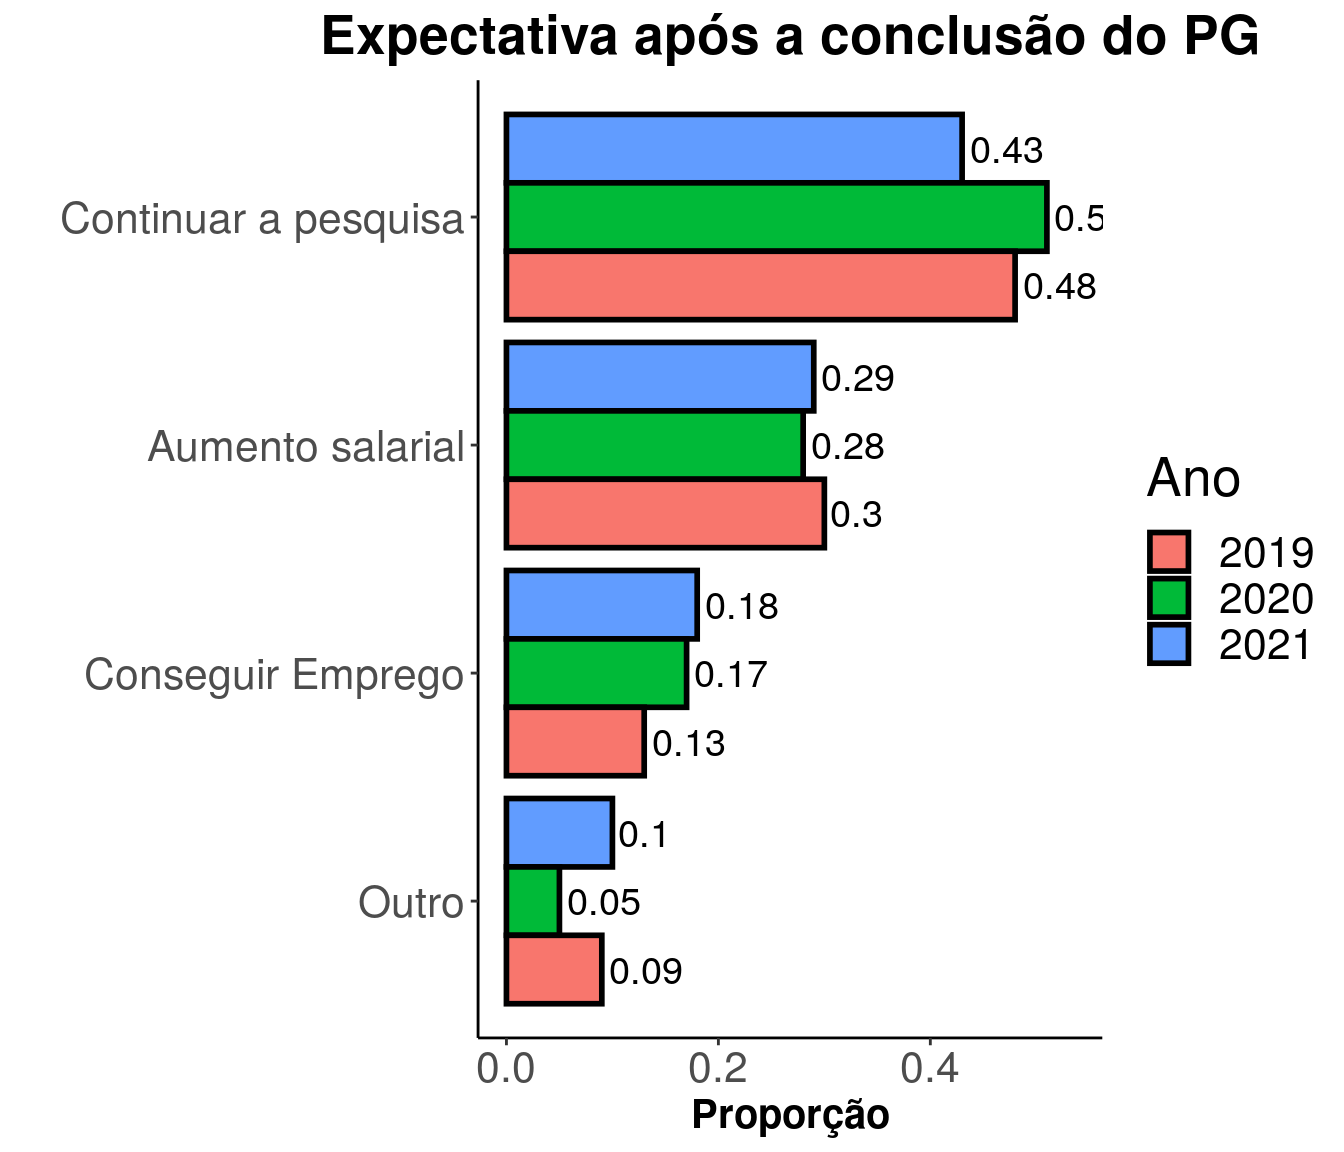 Expectativa após a conclusão do PG
Continuar a pesquisa
0.43
0.5
0.48
Aumento salarial
0.29
0.28
0.3
Conseguir Emprego
0.18
0.17
0.13
Outro
0.1
0.05
0.09
0.0 0.2 0.4
Proporção
Ano
2019
2020
2021